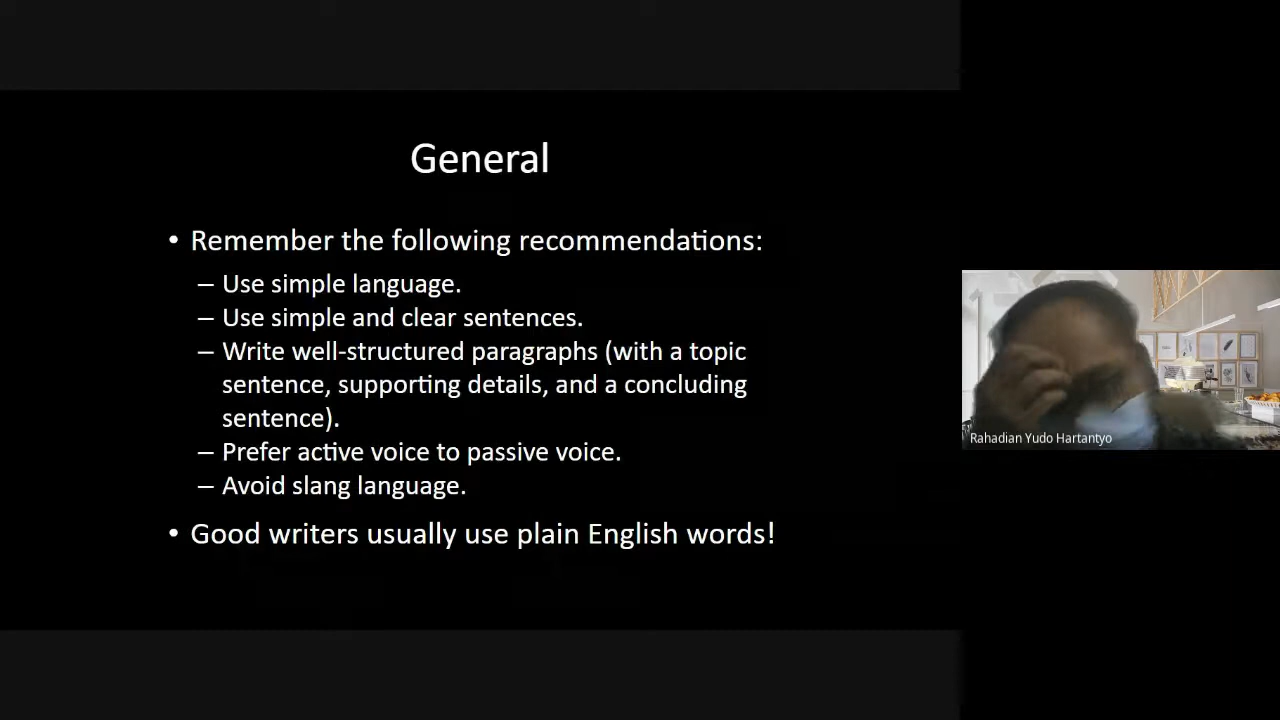 General
• Remember the following recommendations:
– Use simple language.
– Use simple and clear sentences.
– Write well-structured paragraphs (with a topic
sentence, supporting details, and a concluding
sentence).
– Prefer active voice to passive voice.
– Avoid slang language.
• Good writers usually use plain English words!
Rahadian Yudo Hartantyo